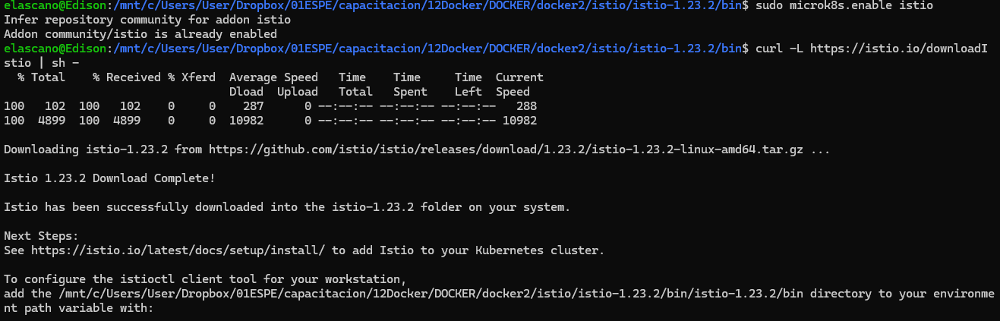 elascano@Edison:/mnt/c/Users/User/Dropbox/01ESPE/capacitacion/12Docker/DOCKER/docker2/istio/istio-1.23.2/bin$ sudo microk8s.enable istio
Infer repository community for addon istio
Addon community/istio is already enabled
elascano@Edison:/mnt/c/Users/User/Dropbox/01ESPE/capacitacion/12Docker/DOCKER/docker2/istio/istio-1.23.2/bin$ curl -L https://istio.io/downloadI
stio | sh -
  % Total    % Received % Xferd  Average Speed   Time    Time     Time  Current
                                 Dload  Upload   Total   Spent    Left  Speed
100   102  100   102    0     0    287      0 --:--:-- --:--:-- --:--:--   288
100  4899  100  4899    0     0  10982      0 --:--:-- --:--:-- --:--:-- 10982
Downloading istio-1.23.2 from https://github.com/istio/istio/releases/download/1.23.2/istio-1.23.2-linux-amd64.tar.gz ...
Istio 1.23.2 Download Complete!
Istio has been successfully downloaded into the istio-1.23.2 folder on your system.
Next Steps:
See https://istio.io/latest/docs/setup/install/ to add Istio to your Kubernetes cluster.
To configure the istioctl client tool for your workstation,
add the /mnt/c/Users/User/Dropbox/01ESPE/capacitacion/12Docker/DOCKER/docker2/istio/istio-1.23.2/bin/istio-1.23.2/bin directory to your environme
nt path variable with: